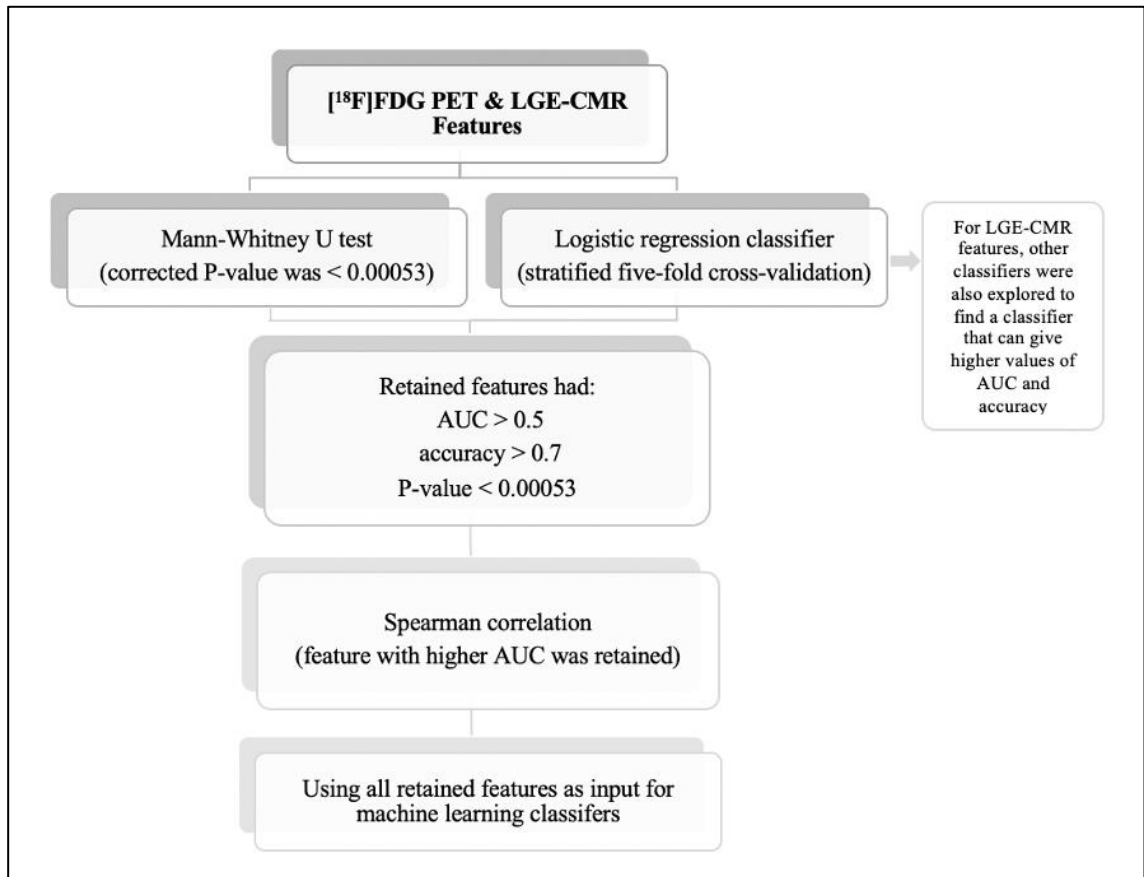 [¹⁸F]FDG PET & LGE-CMR
Features
Mann-Whitney U test
(corrected P-value was < 0.00053)
Logistic regression classifier
(stratified five-fold cross-validation)
For LGE-CMR
features, other
classifiers were
also explored to
find a classifier
that can give
higher values of
AUC and
accuracy
Retained features had:
AUC > 0.5
accuracy > 0.7
P-value < 0.00053
Spearman correlation
(feature with higher AUC was retained)
Using all retained features as input for
machine learning classifers